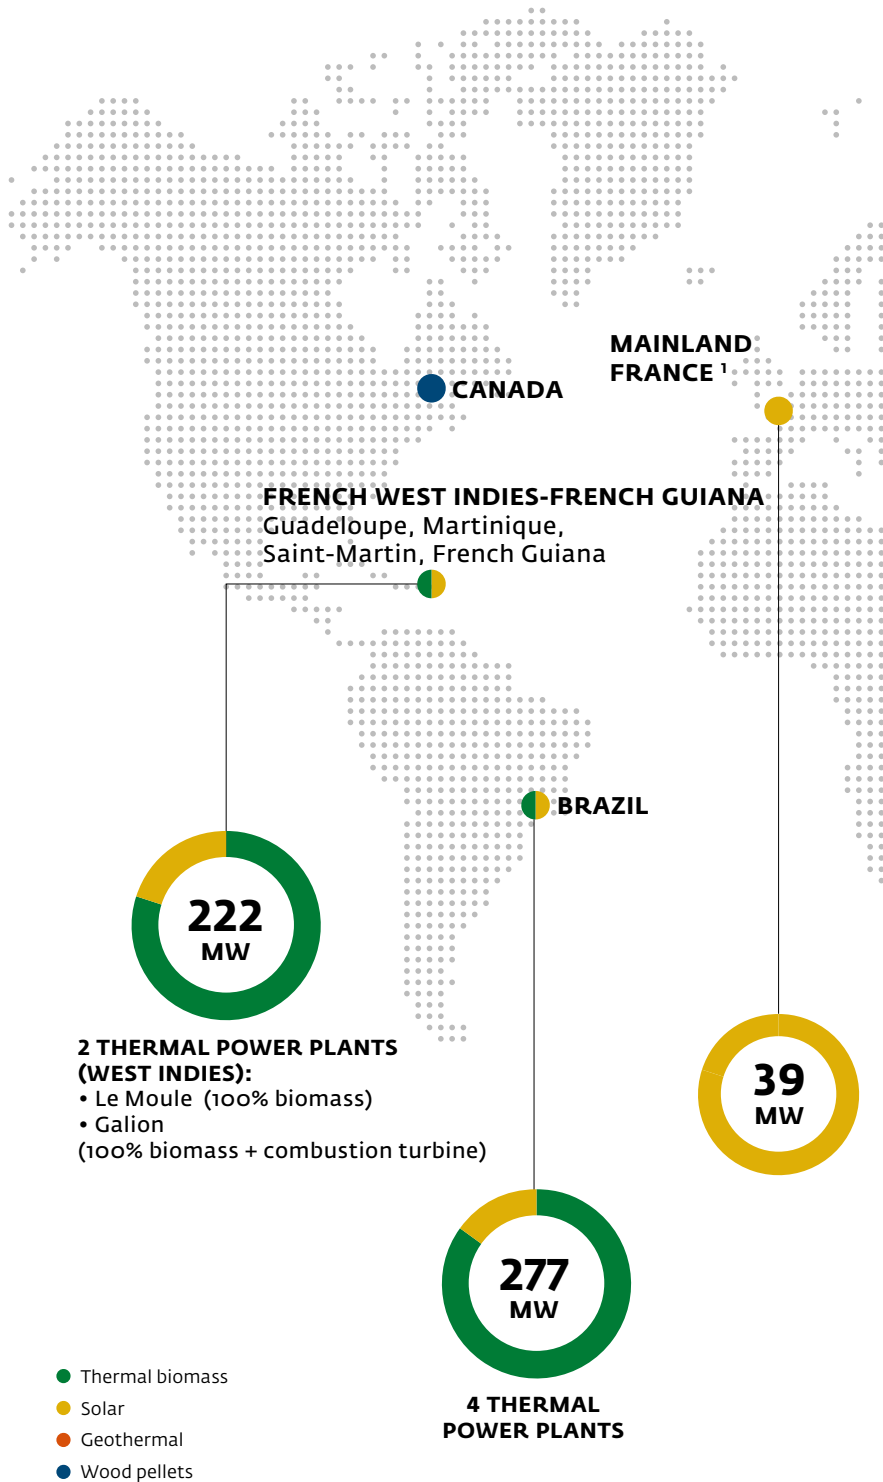 MAINLAND
FRANCE ¹
CANADA
FRENCH WEST INDIES-FRENCH GUIANA
Guadeloupe, Martinique,
Saint-Martin, French Guiana
BRAZIL
222
MW
2 THERMAL POWER PLANTS
(WEST INDIES):
• Le Moule (100% biomass)
• Galion
(100% biomass + combustion turbine)
39
MW
277
MW
4 THERMAL
POWER PLANTS
Thermal biomass
Solar
Geothermal
Wood pellets